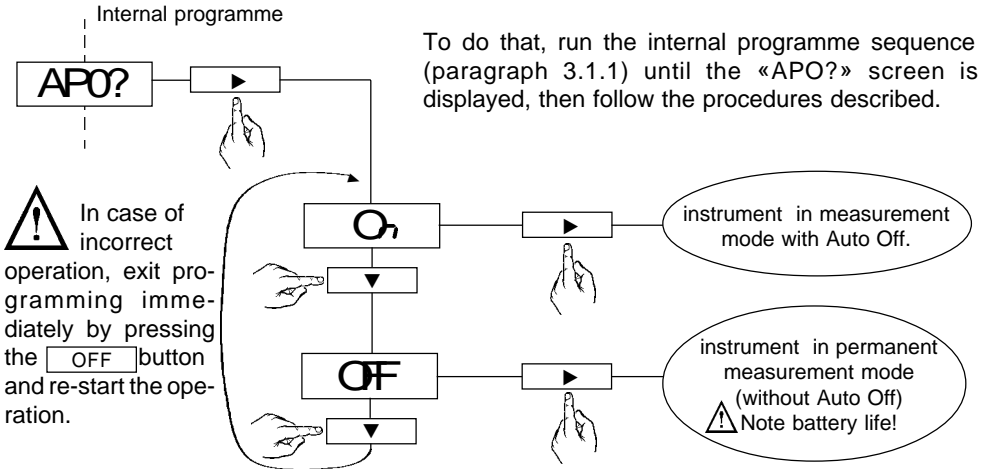 Internal programme
To do that, run the internal programme sequence
(paragraph 3.1.1) until the «APO?» screen is
displayed, then follow the procedures described.
AP0?
▶
In case of
incorrect
operation, exit pro-
gramming imme-
diately by pressing
the OFF button
and re-start the ope-
ration.
On
▶
instrument in measurement
mode with Auto Off.
▼
OFF
▶
instrument in permanent
measurement mode
(without Auto Off)
Note battery life!
▼